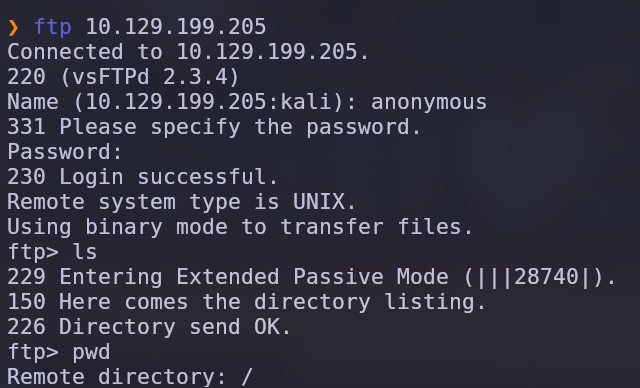 ❯ ftp 10.129.199.205
Connected to 10.129.199.205.
220 (vsFTPd 2.3.4)
Name (10.129.199.205:kali): anonymous
331 Please specify the password.
Password:
230 Login successful.
Remote system type is UNIX.
Using binary mode to transfer files.
ftp> ls
229 Entering Extended Passive Mode (|||28740|).
150 Here comes the directory listing.
226 Directory send OK.
ftp> pwd
Remote directory: /